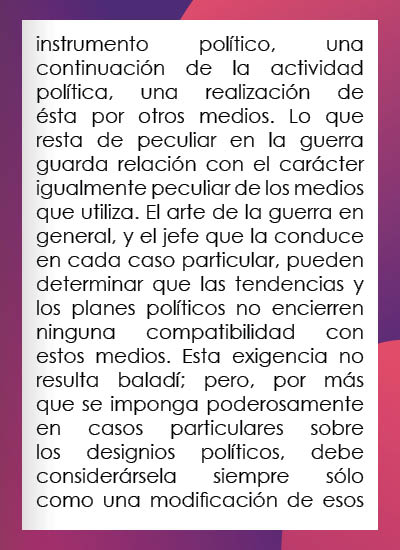 instrumento político, una
continuación de la actividad
política, una realización de
ésta por otros medios. Lo que
resta de peculiar en la guerra
guarda relación con el carácter
igualmente peculiar de los medios
que utiliza. El arte de la guerra en
general, y el jefe que la conduce
en cada caso particular, pueden
determinar que las tendencias y
los planes políticos no encierren
ninguna compatibilidad con
estos medios. Esta exigencia no
resulta baladí; pero, por más
que se imponga poderosamente
en casos particulares sobre
los designios políticos, debe
considerársela siempre sólo
como una modificación de esos